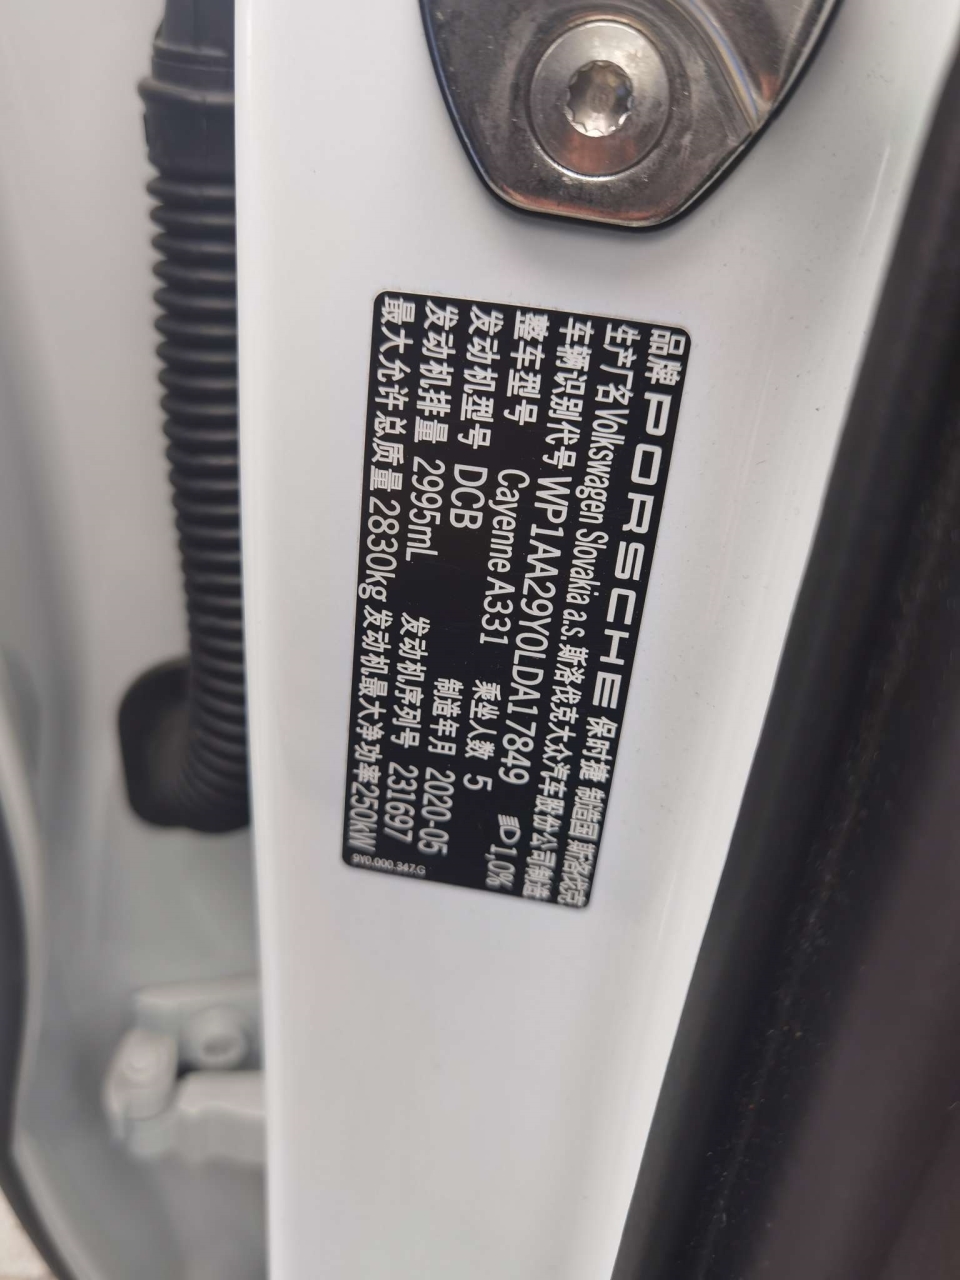 品牌 PORSCHE 保时捷 制造国 斯洛伐克
生产厂名 Volkswagen Slovakia a.s. 斯洛伐克大众汽车股份公司制造
车辆识别代号 WP1AA29Y0LDA17849
整车型号 Cayenne A331 乘坐人数 5 1,0%
发动机型号 DCB 制造年月 2020-05
发动机排量 2995mL 发动机序列号 231697
最大允许总质量 2830kg 发动机最大净功率 250kW
9Y0.000.347.G